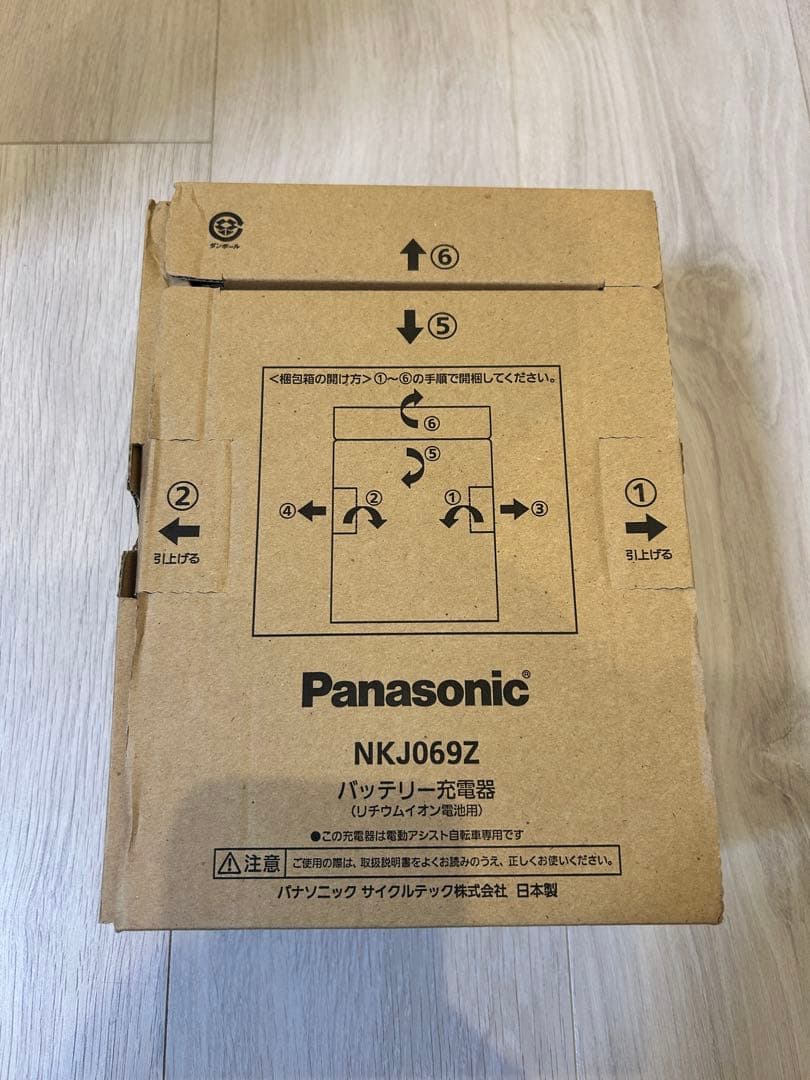 ダンボール
⑥
⑤
<梱包箱の開け方>①~⑥の手順で開梱してください。
⑥
⑤
② ①
④ ③
②
引上げる
①
引上げる
Panasonic®
NKJ069Z
バッテリー充電器
(リチウムイオン電池用)
●この充電器は電動アシスト自転車専用です
注意 ご使用の際は、取扱説明書をよくお読みのうえ、正しくお使いください。
パナソニック サイクルテック株式会社 日本製